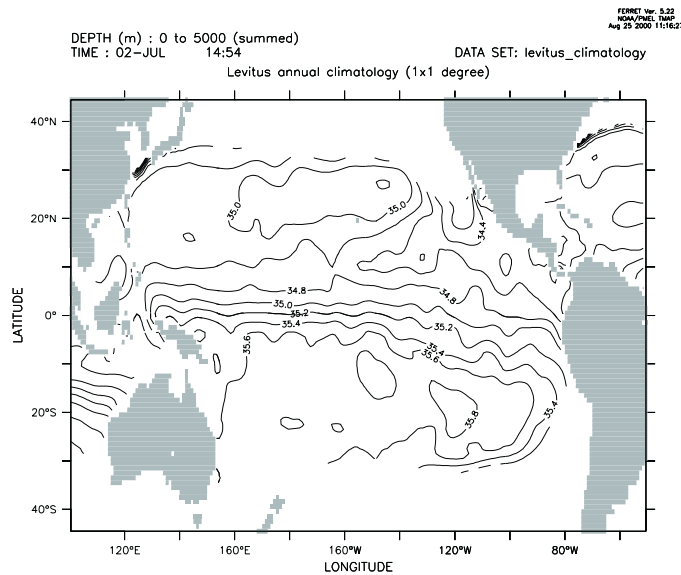 FERRET Ver. 5.22
NOAA/PMEL TMAP
Aug 25 2000 11:16:2
DEPTH (m) : 0 to 5000 (summed)
TIME : 02-JUL 14:54
DATA SET: levitus_climatology
Levitus annual climatology (1x1 degree)
40°N
20°N
0°
20°S
40°S
LATITUDE
35.0
35.0
34.4
34.8
34.8
35.0
35.2
35.2
35.4
35.6
35.4
35.6
35.8
35.4
120°E
160°E
160°W
120°W
80°W
LONGITUDE